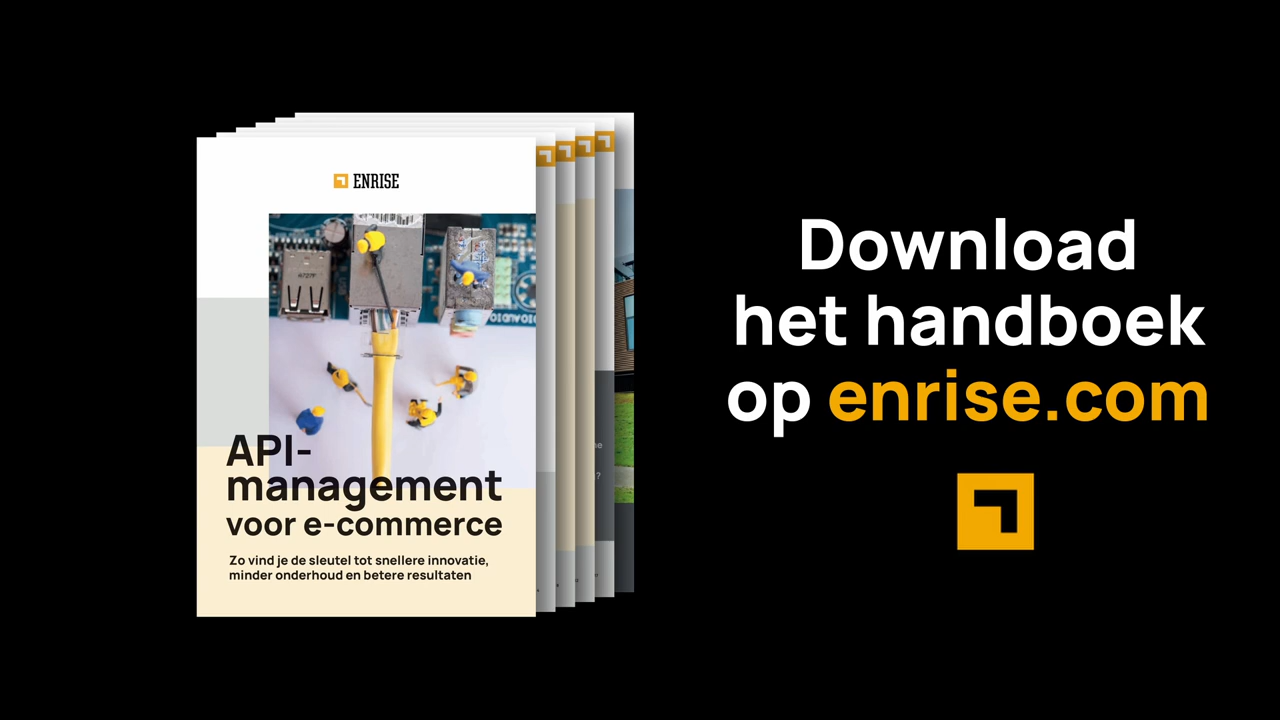 ENRISE
API-
management
voor e-commerce
Zo vind je de sleutel tot snellere innovatie,
minder onderhoud en betere resultaten
Download
het handboek
op enrise.com